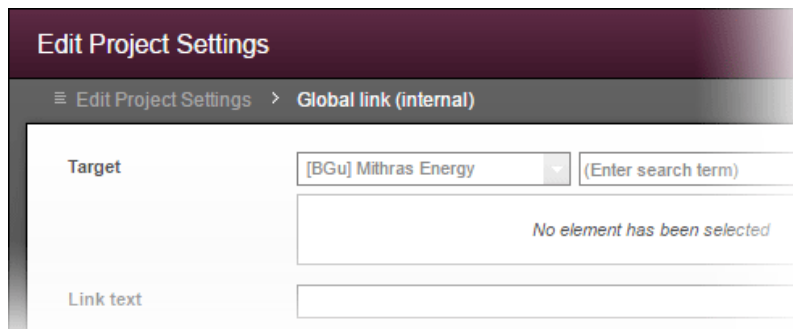 Edit Project Settings
≡ Edit Project Settings > Global link (internal)
Target [BGu] Mithras Energy (Enter search term)
No element has been selected
Link text